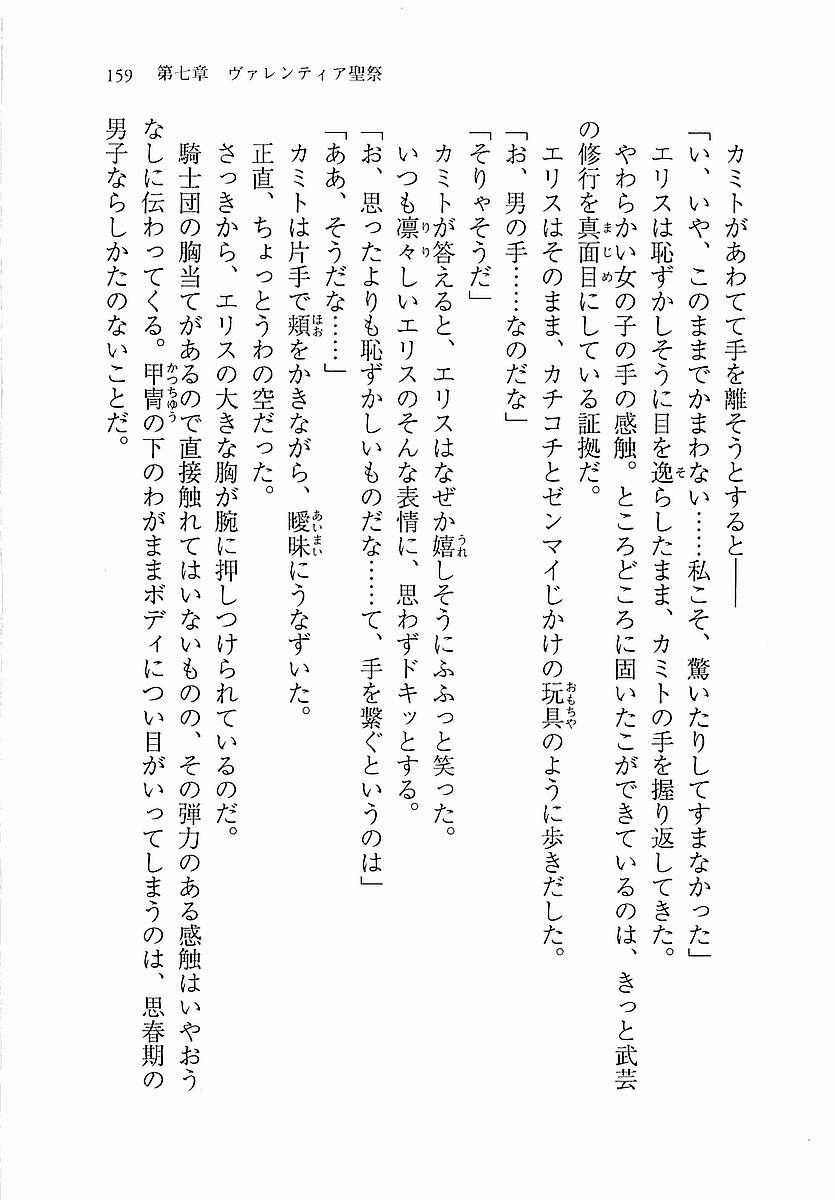 159　第七章　ヴァレンティア聖祭
　カミトがあわてて手を離そうとすると――
「い、いや、このままでかまわない……私こそ、驚いたりしてすまなかった」
　エリスは恥ずかしそうに目を逸らしたまま、カミトの手を握り返してきた。
　やわらかい女の子の手の感触。ところどころに固いたこができているのは、きっと武芸
の修行を真面目にしている証拠だ。
　エリスはそのまま、カチコチとゼンマイじかけの玩具のように歩きだした。
「お、男の手……なのだな」
「そりゃそうだ」
　カミトが答えると、エリスはなぜか嬉しそうにふふっと笑った。
　いつも凛々しいエリスのそんな表情に、思わずドキッとする。
「お、思ったよりも恥ずかしいものだな……て、手を繋ぐというのは」
「ああ、そうだな……」
　カミトは片手で頬をかきながら、曖昧にうなずいた。
　正直、ちょっとうわの空だった。
　さっきから、エリスの大きな胸が腕に押しつけられているのだ。
　騎士団の胸当てがあるので直接触れてはいないものの、その弾力のある感触はいやおう
なしに伝わってくる。甲冑の下のわがままボディについ目がいってしまうのは、思春期の
男子ならしかたのないことだ。